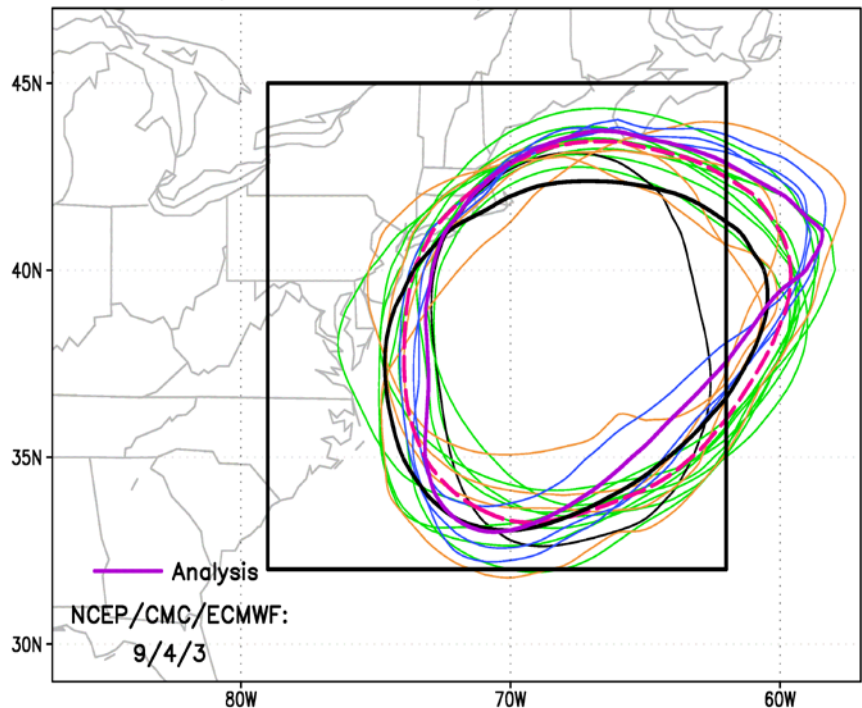 45N
40N
35N
30N
Analysis
NCEP/CMC/ECMWF:
9/4/3
80W 70W 60W